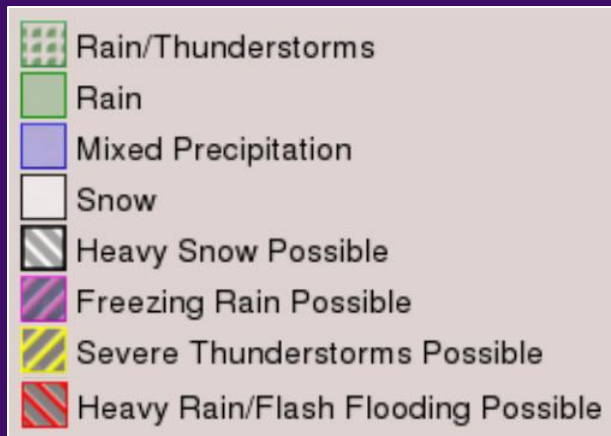 Rain/Thunderstorms
Rain
Mixed Precipitation
Snow
Heavy Snow Possible
Freezing Rain Possible
Severe Thunderstorms Possible
Heavy Rain/Flash Flooding Possible